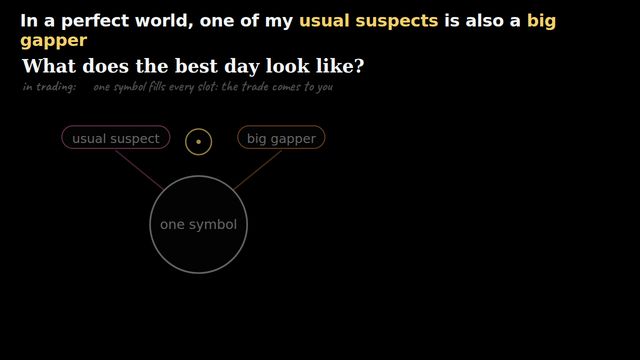 In a perfect world, one of my usual suspects is also a big
gapper
What does the best day look like?
in trading: one symbol fills every slot: the trade comes to you
usual suspect
big gapper
one symbol